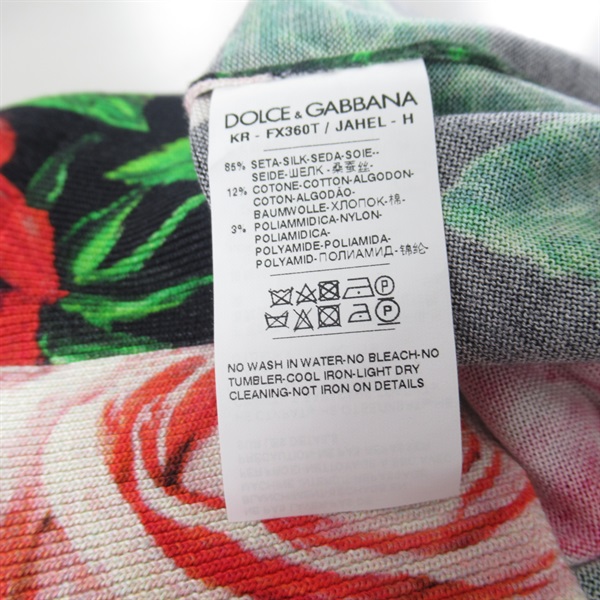 DOLCE & GABBANA
KR - FX360T / JAHEL - H
85% SETA-SILK-SEDA-SOIE--
SEIDE-ШЕЛК-桑蚕丝-
12% COTONE-COTTON-ALGODON
COTON-ALGODÃO-
BAUMWOLLE-ХЛОПОК-棉-
3% POLIAMMIDICA-NYLON-
POLIAMIDICA-
POLYAMIDE-POLIAMIDA-
POLYAMID-ПОЛИАМИД-锦纶-
P
P
NO WASH IN WATER-NO BLEACH-NO
TUMBLER-COOL IRON-LIGHT DRY
CLEANING-NOT IRON ON DETAILS